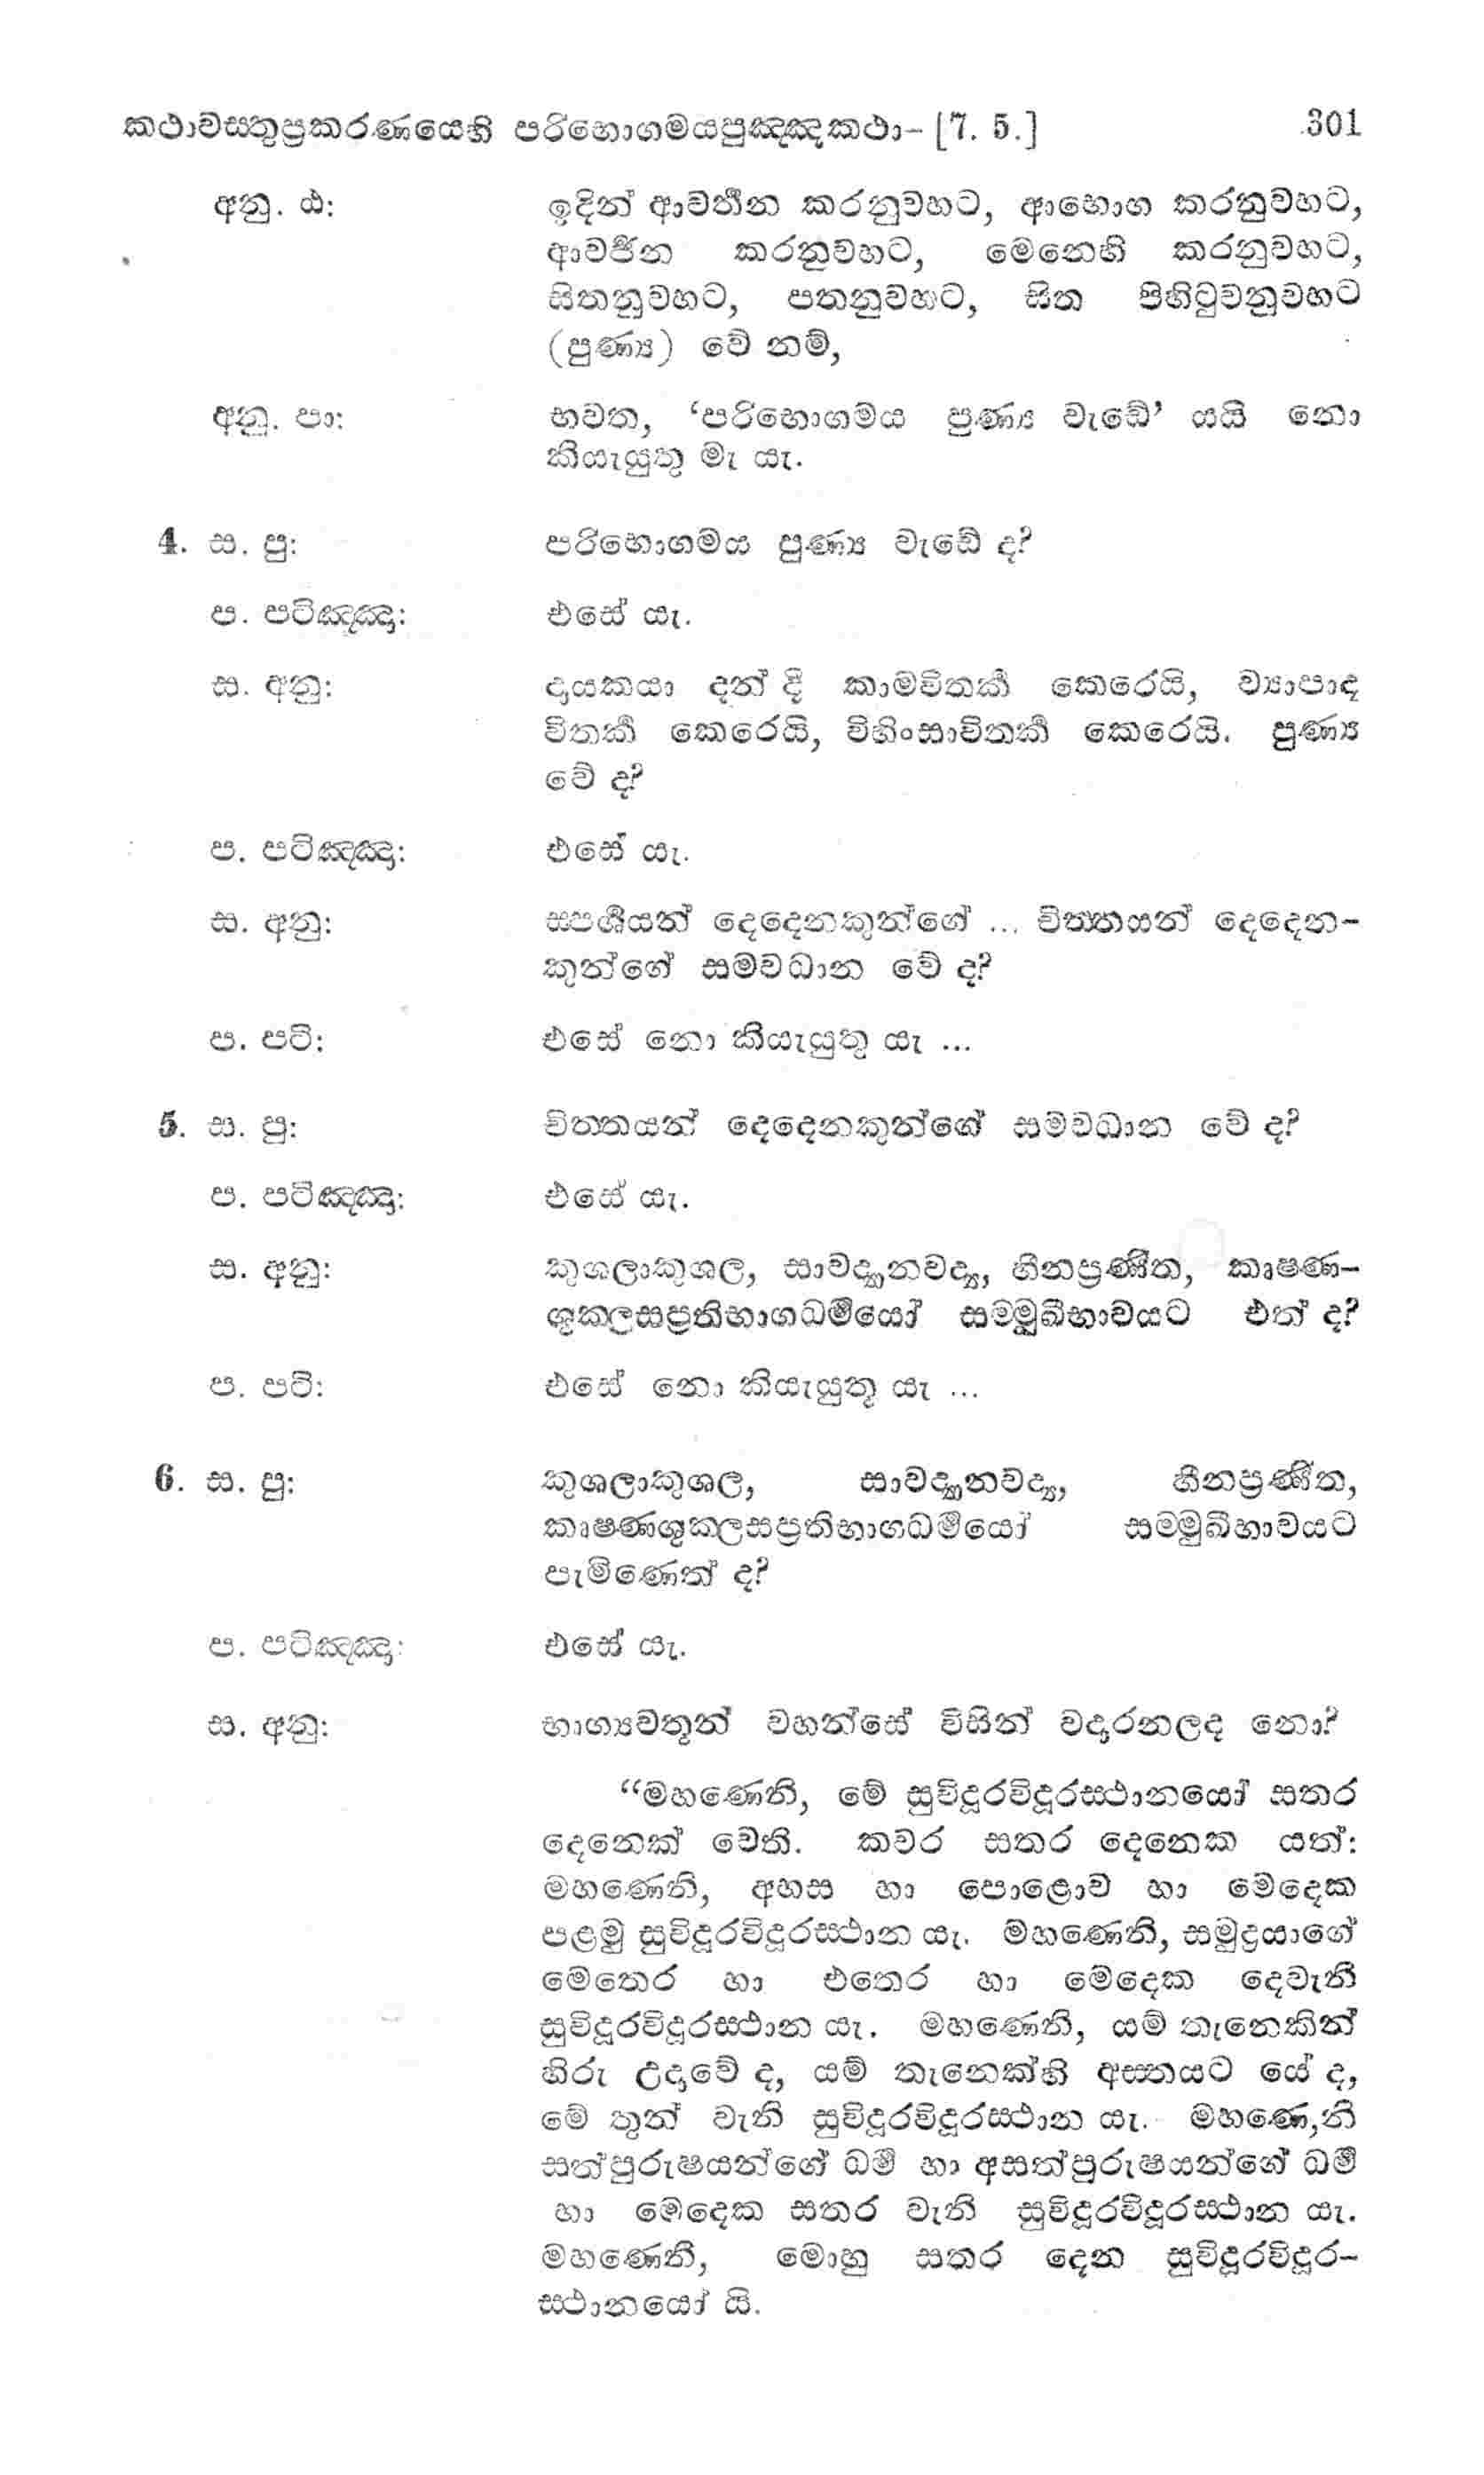 කථාවස්තුප්‍රකරණයෙහි පරිභොගමයපුඤ්ඤකථා– [7. 5.] 301
අනු. ඨ: ඉදින් ආවර්තන කරනුවහට, ආභොග කරනුවහට,
ආවර්ජන කරනුවහට, මෙනෙහි කරනුවහට,
සිතනුවහට, පතනුවහට, සිත පිහිටුවනුවහට
(පුණ්‍ය) වේ නම්,
අනු. පා: භවත, ‘පරිභොගමය පුණ්‍ය වැඩේ’ යයි නො
කියැයුතු මැ යැ.
4. ස. පු: පරිභොගමය පුණ්‍ය වැඩේ ද?
ප. පටිඤ්ඤා: එසේ යැ.
ස. අනු: දායකයා දන් දී කාමවිතර්ක කෙරෙයි, ව්‍යාපාද
විතර්ක කෙරෙයි, විහිංසාවිතර්ක කෙරෙයි. පුණ්‍ය
වේ ද?
ප. පටිඤ්ඤා: එසේ යැ.
ස. අනු: ස්පර්ශයන් දෙදෙනකුන්ගේ ... චිත්තයන් දෙදෙන–
කුන්ගේ සමවධාන වේ ද?
ප. පටි: එසේ නො කියැයුතු යැ ...
5. ස. පු: චිත්තයන් දෙදෙනකුන්ගේ සමවධාන වේ ද?
ප. පටිඤ්ඤා: එසේ යැ.
ස. අනු: කුශලාකුශල, සාවද්‍යානවද්‍ය, හීනප්‍රණීත, කෘෂ්ණ–
ශුක්ලසප්‍රතිභාගධර්මයෝ සම්මුඛීභාවයට එත් ද?
ප. පටි: එසේ නො කියැයුතු යැ ...
6. ස. පු: කුශලාකුශල, සාවද්‍යානවද්‍ය, හීනප්‍රණීත,
කෘෂ්ණශුක්ලසප්‍රතිභාගධර්මයෝ සම්මුඛීභාවයට
පැමිණෙත් ද?
ප. පටිඤ්ඤා: එසේ යැ.
ස. අනු: භාග්‍යවතුන් වහන්සේ විසින් වදාරනලද නො?
“මහණෙනි, මේ සුවිදූරවිදූරස්ථානයෝ සතර
දෙනෙක් වෙති. කවර සතර දෙනෙක යත්:
මහණෙනි, අහස හා පොළොව හා මෙදෙක
පළමු සුවිදූරවිදූරස්ථාන යැ. මහණෙනි, සමුද්‍රයාගේ
මෙතෙර හා එතෙර හා මෙදෙක දෙවැනි
සුවිදූරවිදූරස්ථාන යැ. මහණෙනි, යම් තැනෙකින්
හිරු උදාවේ ද, යම් තැනෙක්හි අස්තයට යේ ද,
මේ තුන් වැනි සුවිදූරවිදූරස්ථාන යැ. මහණෙ,නි
සත්පුරුෂයන්ගේ ධර්ම හා අසත්පුරුෂයන්ගේ ධර්ම
හා මෙදෙක සතර වැනි සුවිදූරවිදූරස්ථාන යැ.
මහණෙනි, මොහු සතර දෙන සුවිදූරවිදූර–
ස්ථානයෝ යි.